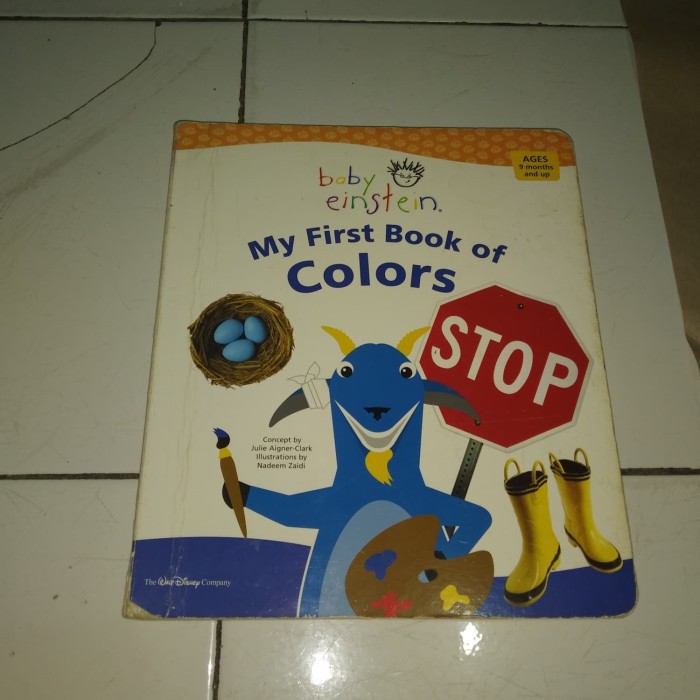 AGES
9 months
and up
baby
einstein.
My First Book of
Colors
STOP
Concept by
Julie Aigner-Clark
Illustrations by
Nadeem Zaidi
The Walt Disney Company